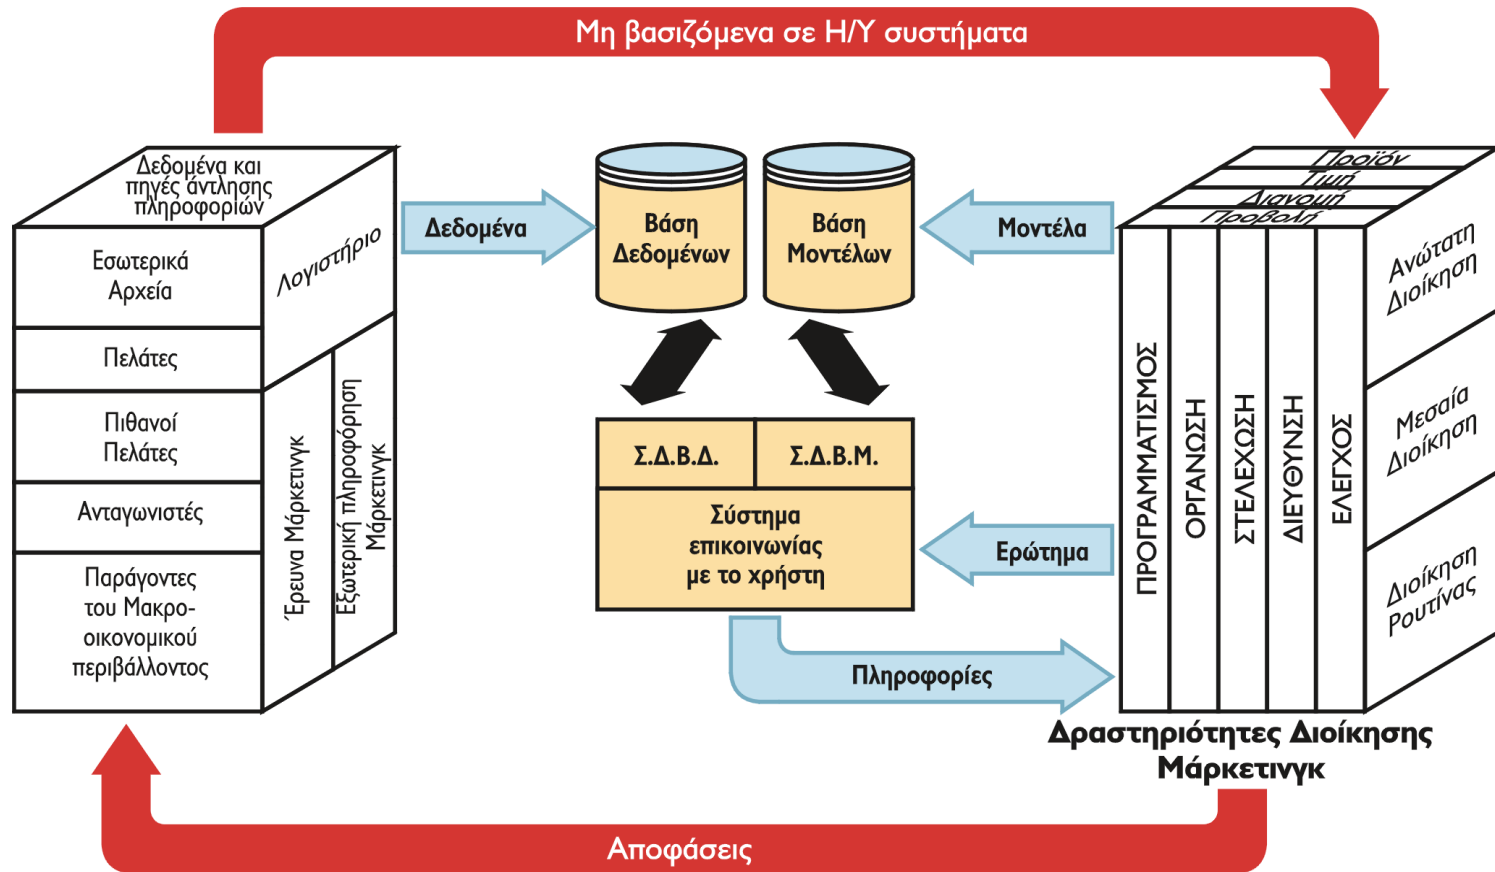 Μη βασιζόμενα σε Η/Υ συστήματα
Δεδομένα και
πηγές άντλησης
πληροφοριών
Εσωτερικά
Αρχεία
Πελάτες
Πιθανοί
Πελάτες
Ανταγωνιστές
Παράγοντες
του Μακρο-
οικονομικού
περιβάλλοντος
Λογιστήριο
Έρευνα Μάρκετινγκ
Εξωτερική πληροφόρηση
Μάρκετινγκ
Δεδομένα
Βάση
Δεδομένων
Βάση
Μοντέλων
Μοντέλα
Σ.Δ.Β.Δ.
Σ.Δ.Β.Μ.
Σύστημα
επικοινωνίας
με το χρήστη
Ερώτημα
Πληροφορίες
Προϊόν
Τιμή
Διανομή
Προβολή
ΠΡΟΓΡΑΜΜΑΤΙΣΜΟΣ
ΟΡΓΑΝΩΣΗ
ΣΤΕΛΕΧΩΣΗ
ΔΙΕΥΘΥΝΣΗ
ΕΛΕΓΧΟΣ
Ανώτατη
Διοίκηση
Μεσαία
Διοίκηση
Διοίκηση
Ρουτίνας
Δραστηριότητες Διοίκησης
Μάρκετινγκ
Αποφάσεις